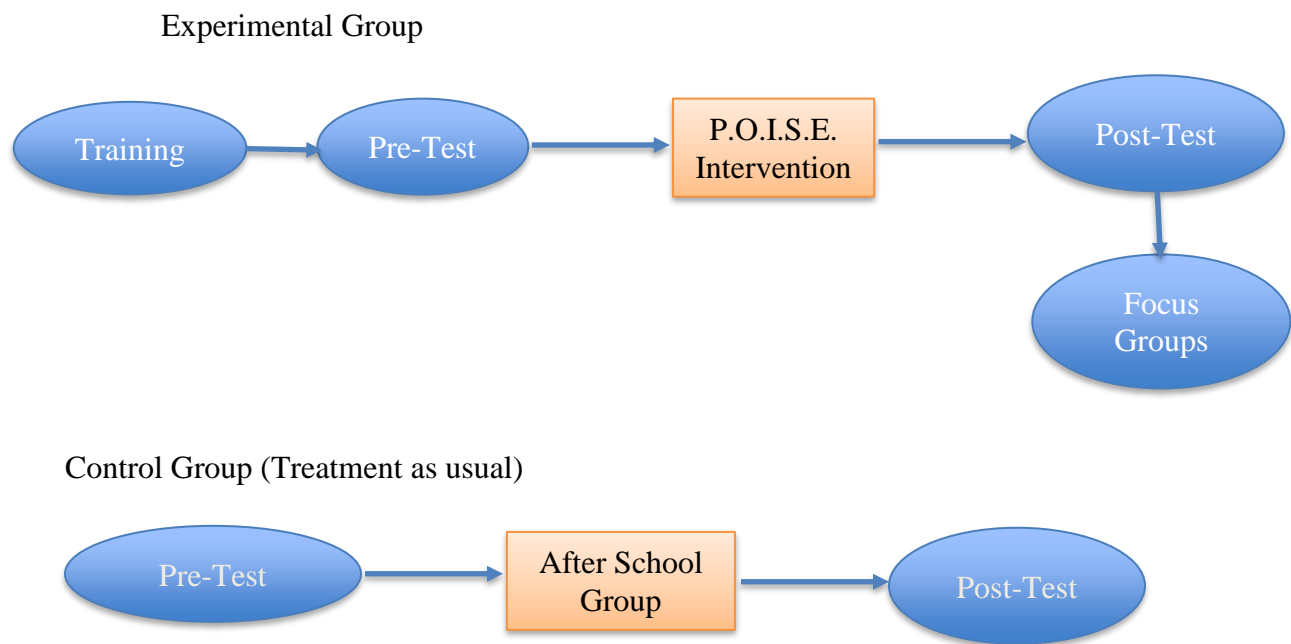 Experimental Group
Training
Pre-Test
P.O.I.S.E.
Intervention
Post-Test
Focus
Groups
Control Group (Treatment as usual)
Pre-Test
After School
Group
Post-Test